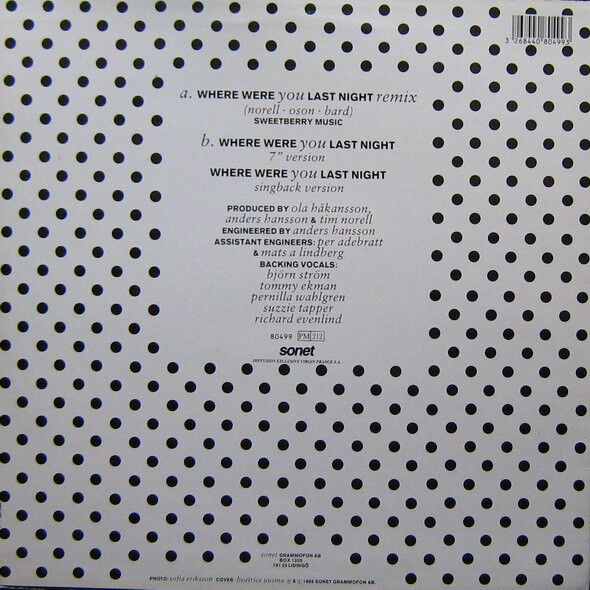 3 268440 804993
a. WHERE WERE you LAST NIGHT remix
(norell · oson · bard)
SWEETBERRY MUSIC
b. WHERE WERE you LAST NIGHT
7" version
WHERE WERE you LAST NIGHT
singback version
PRODUCED BY ola håkansson,
anders hansson & tim norell
ENGINEERED BY anders hansson
ASSISTANT ENGINEERS: per adebratt
& mats a lindberg
BACKING VOCALS:
björn ström
tommy ekman
pernilla wahlgren
suzzie tapper
richard evenlind
80499 PM 212
sonet
DIFFUSION EXCLUSIVE VIRGIN FRANCE S.A.
sonet GRAMMOFON AB
BOX 1205
181 23 LIDINGÖ
PHOTO: sofia eriksson · COVER · beatrice uusma ℗ & © 1989 SONET GRAMMOFON AB.